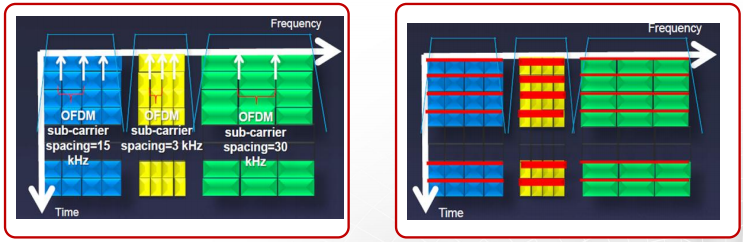 Frequency
OFDM
sub-carrier
spacing=15
kHz
OFDM
sub-carrier
spacing=3 kHz
OFDM
sub-carrier
spacing=30
kHz
Time
Frequency
Time